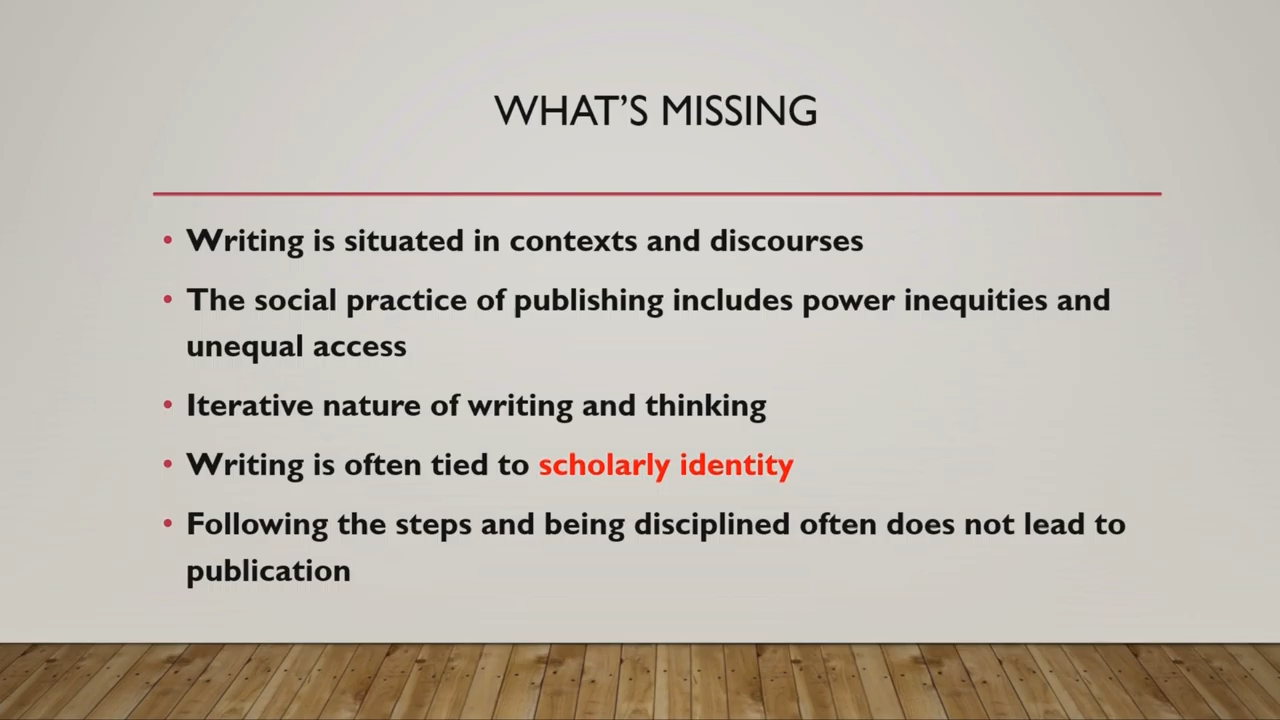 WHAT'S MISSING
• Writing is situated in contexts and discourses
• The social practice of publishing includes power inequities and
unequal access
• Iterative nature of writing and thinking
• Writing is often tied to scholarly identity
• Following the steps and being disciplined often does not lead to
publication